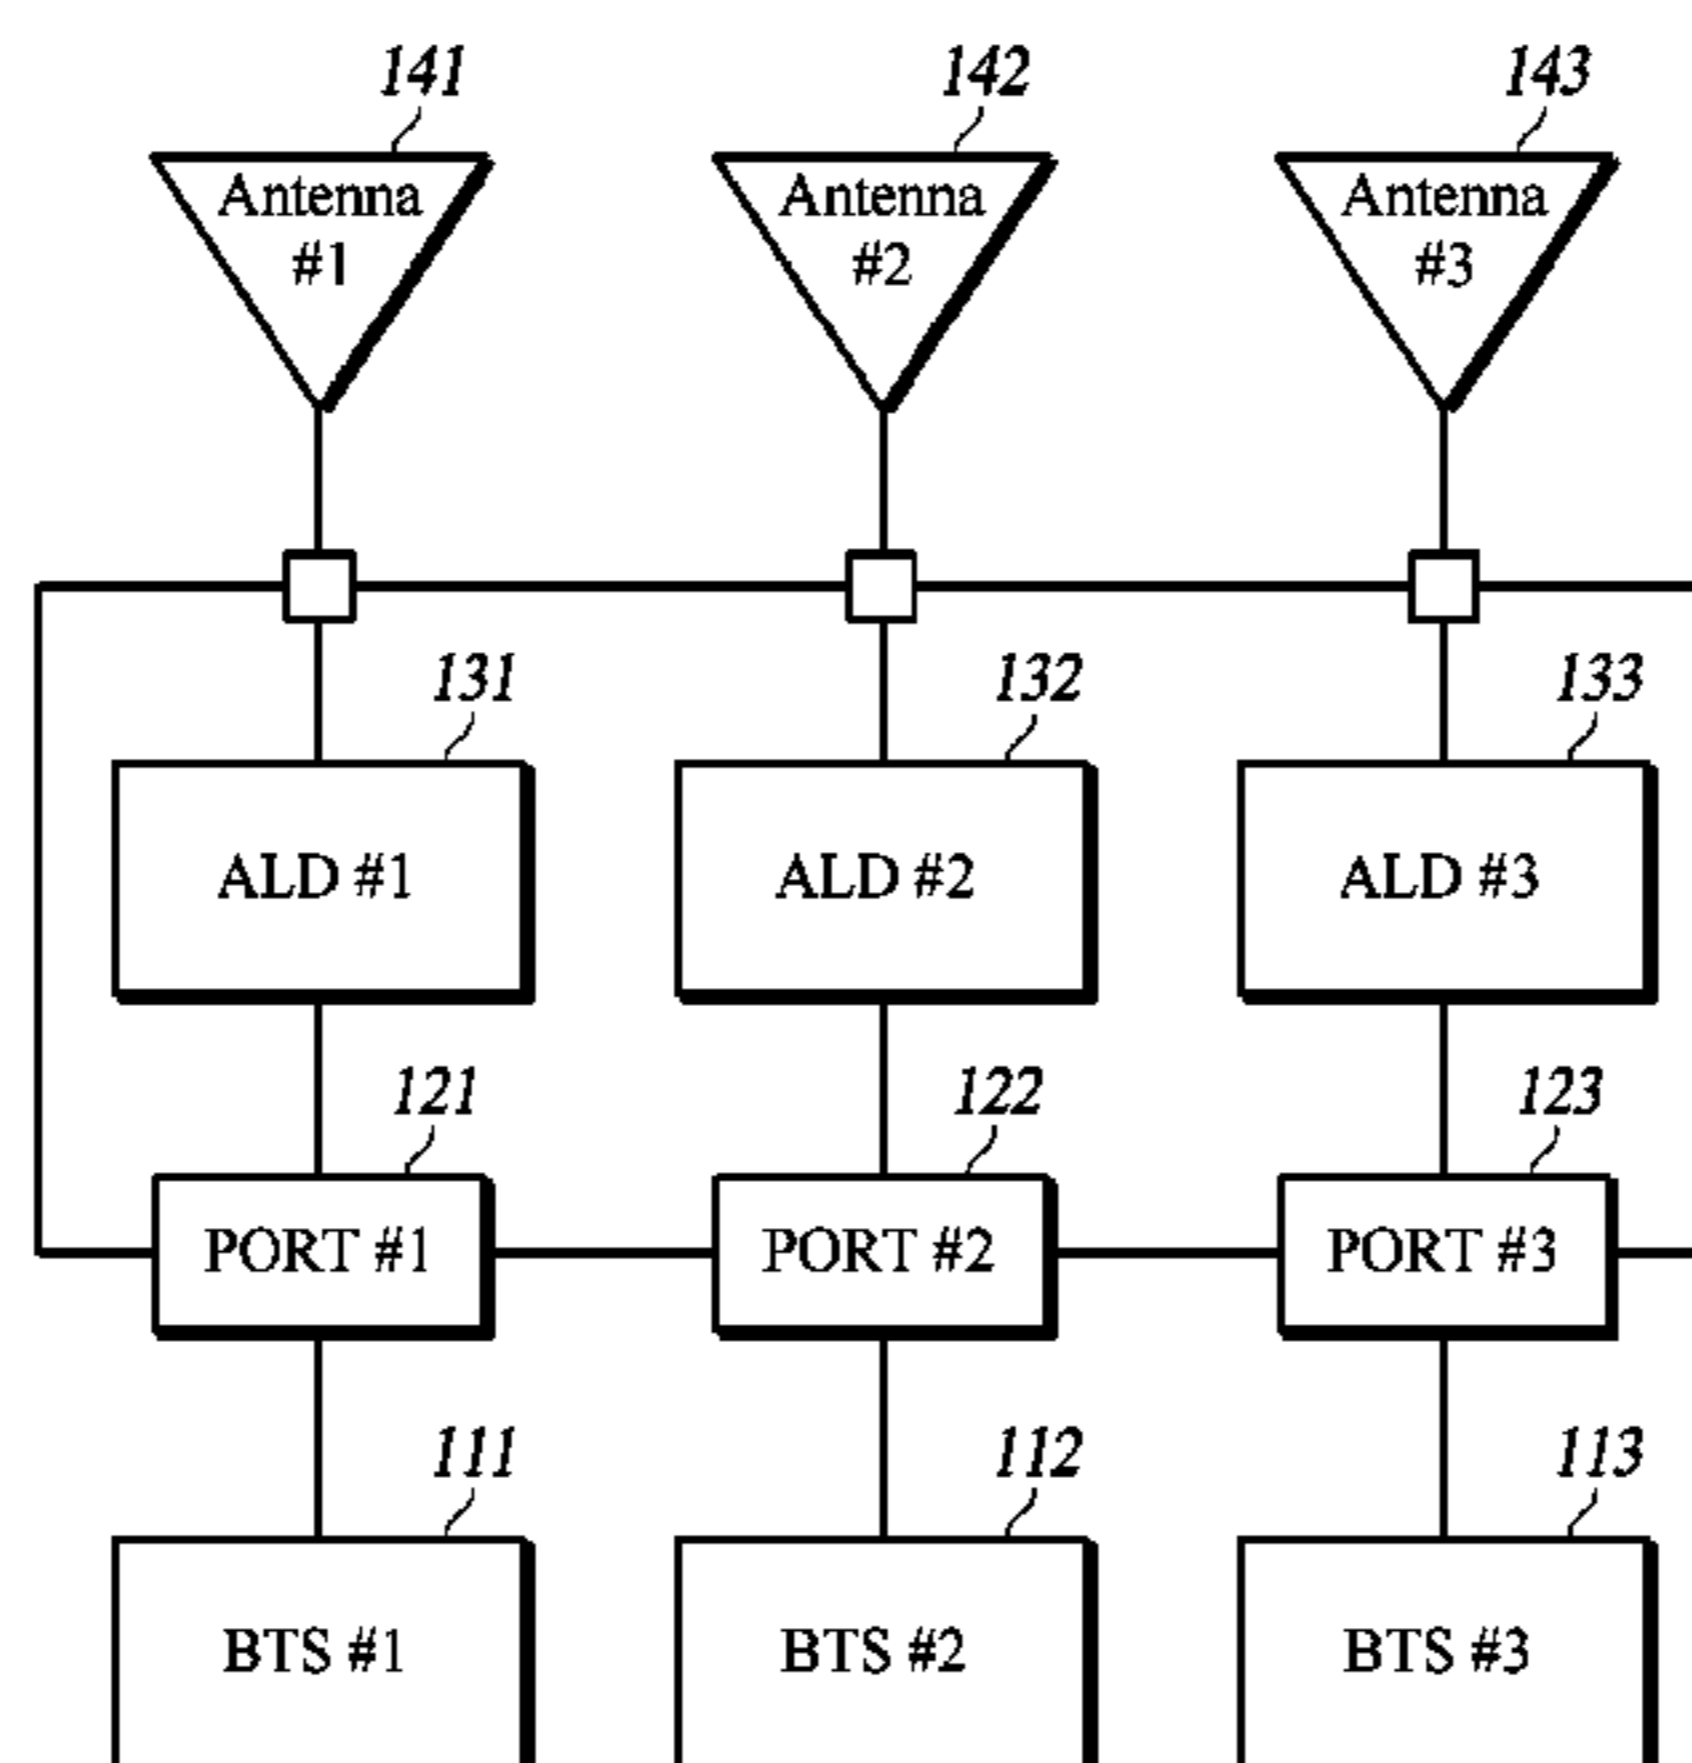 141 142 143
Antenna Antenna Antenna
#1 #2 #3
131 132 133
ALD #1 ALD #2 ALD #3
121 122 123
PORT #1 PORT #2 PORT #3
111 112 113
BTS #1 BTS #2 BTS #3